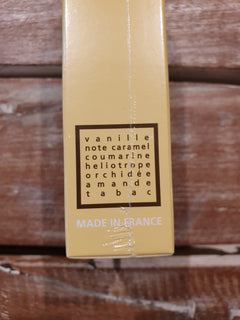 vanille
note caramel
coumarine
heliotrope
orchidée
amande
tabac
MADE IN FRANCE